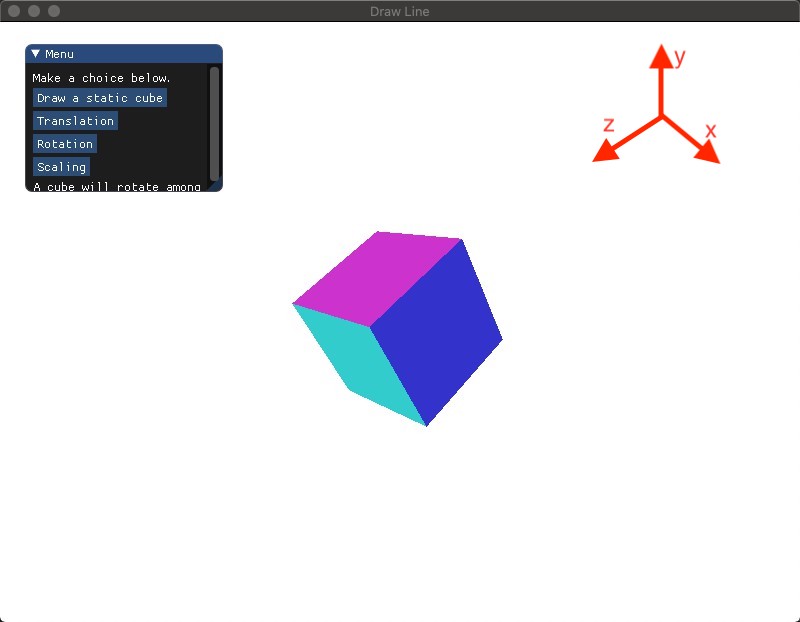 Draw Line
Menu
Make a choice below.
Draw a static cube
Translation
Rotation
Scaling
A cube will rotate among
y
z
x